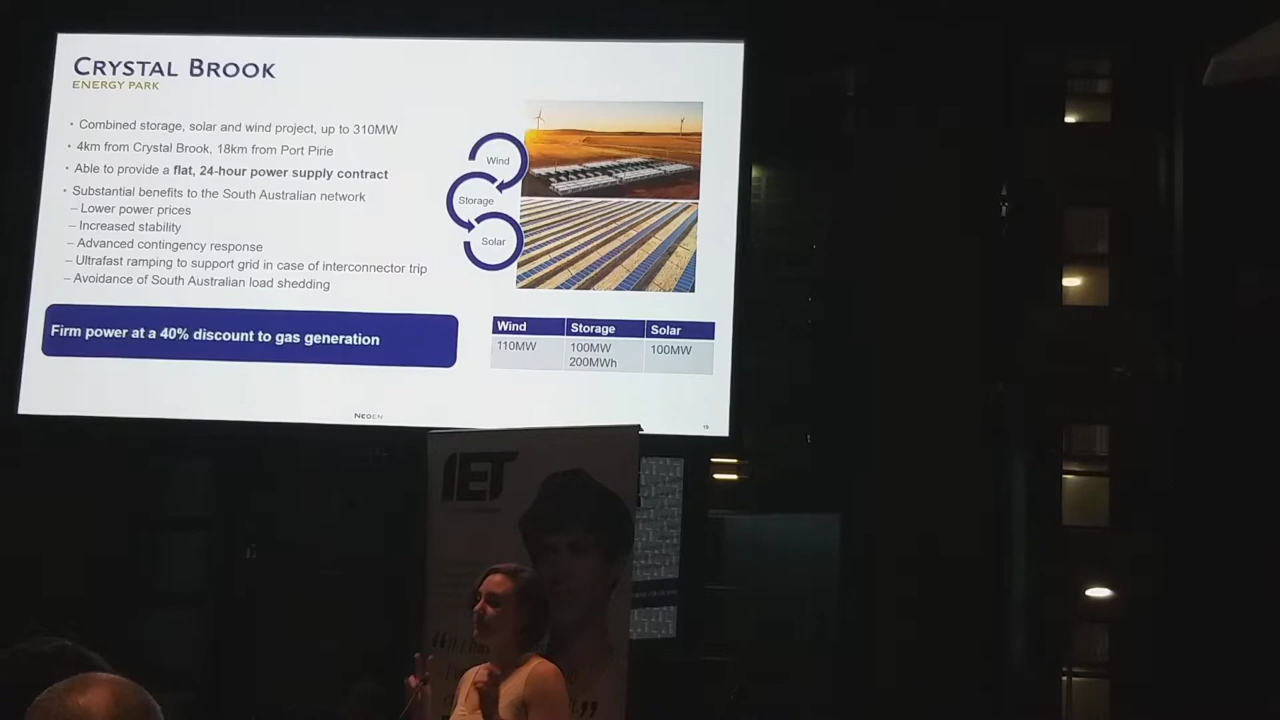 CRYSTAL BROOK
ENERGY PARK
• Combined storage, solar and wind project, up to 310MW
• 4km from Crystal Brook, 18km from Port Pirie
• Able to provide a flat, 24-hour power supply contract
• Substantial benefits to the South Australian network
– Lower power prices
– Increased stability
– Advanced contingency response
– Ultrafast ramping to support grid in case of interconnector trip
– Avoidance of South Australian load shedding
Wind
Storage
Solar
Firm power at a 40% discount to gas generation
Wind Storage Solar
110MW 100MW 100MW
200MWh
NEOEN
19
IET